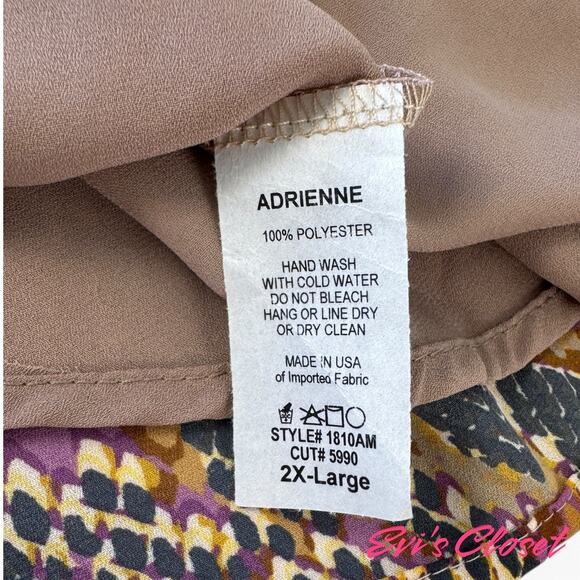 ADRIENNE
100% POLYESTER
HAND WASH
WITH COLD WATER
DO NOT BLEACH
HANG OR LINE DRY
OR DRY CLEAN
MADE IN USA
of Imported Fabric
STYLE# 1810AM
CUT# 5990
2X-Large
Evi's Closet